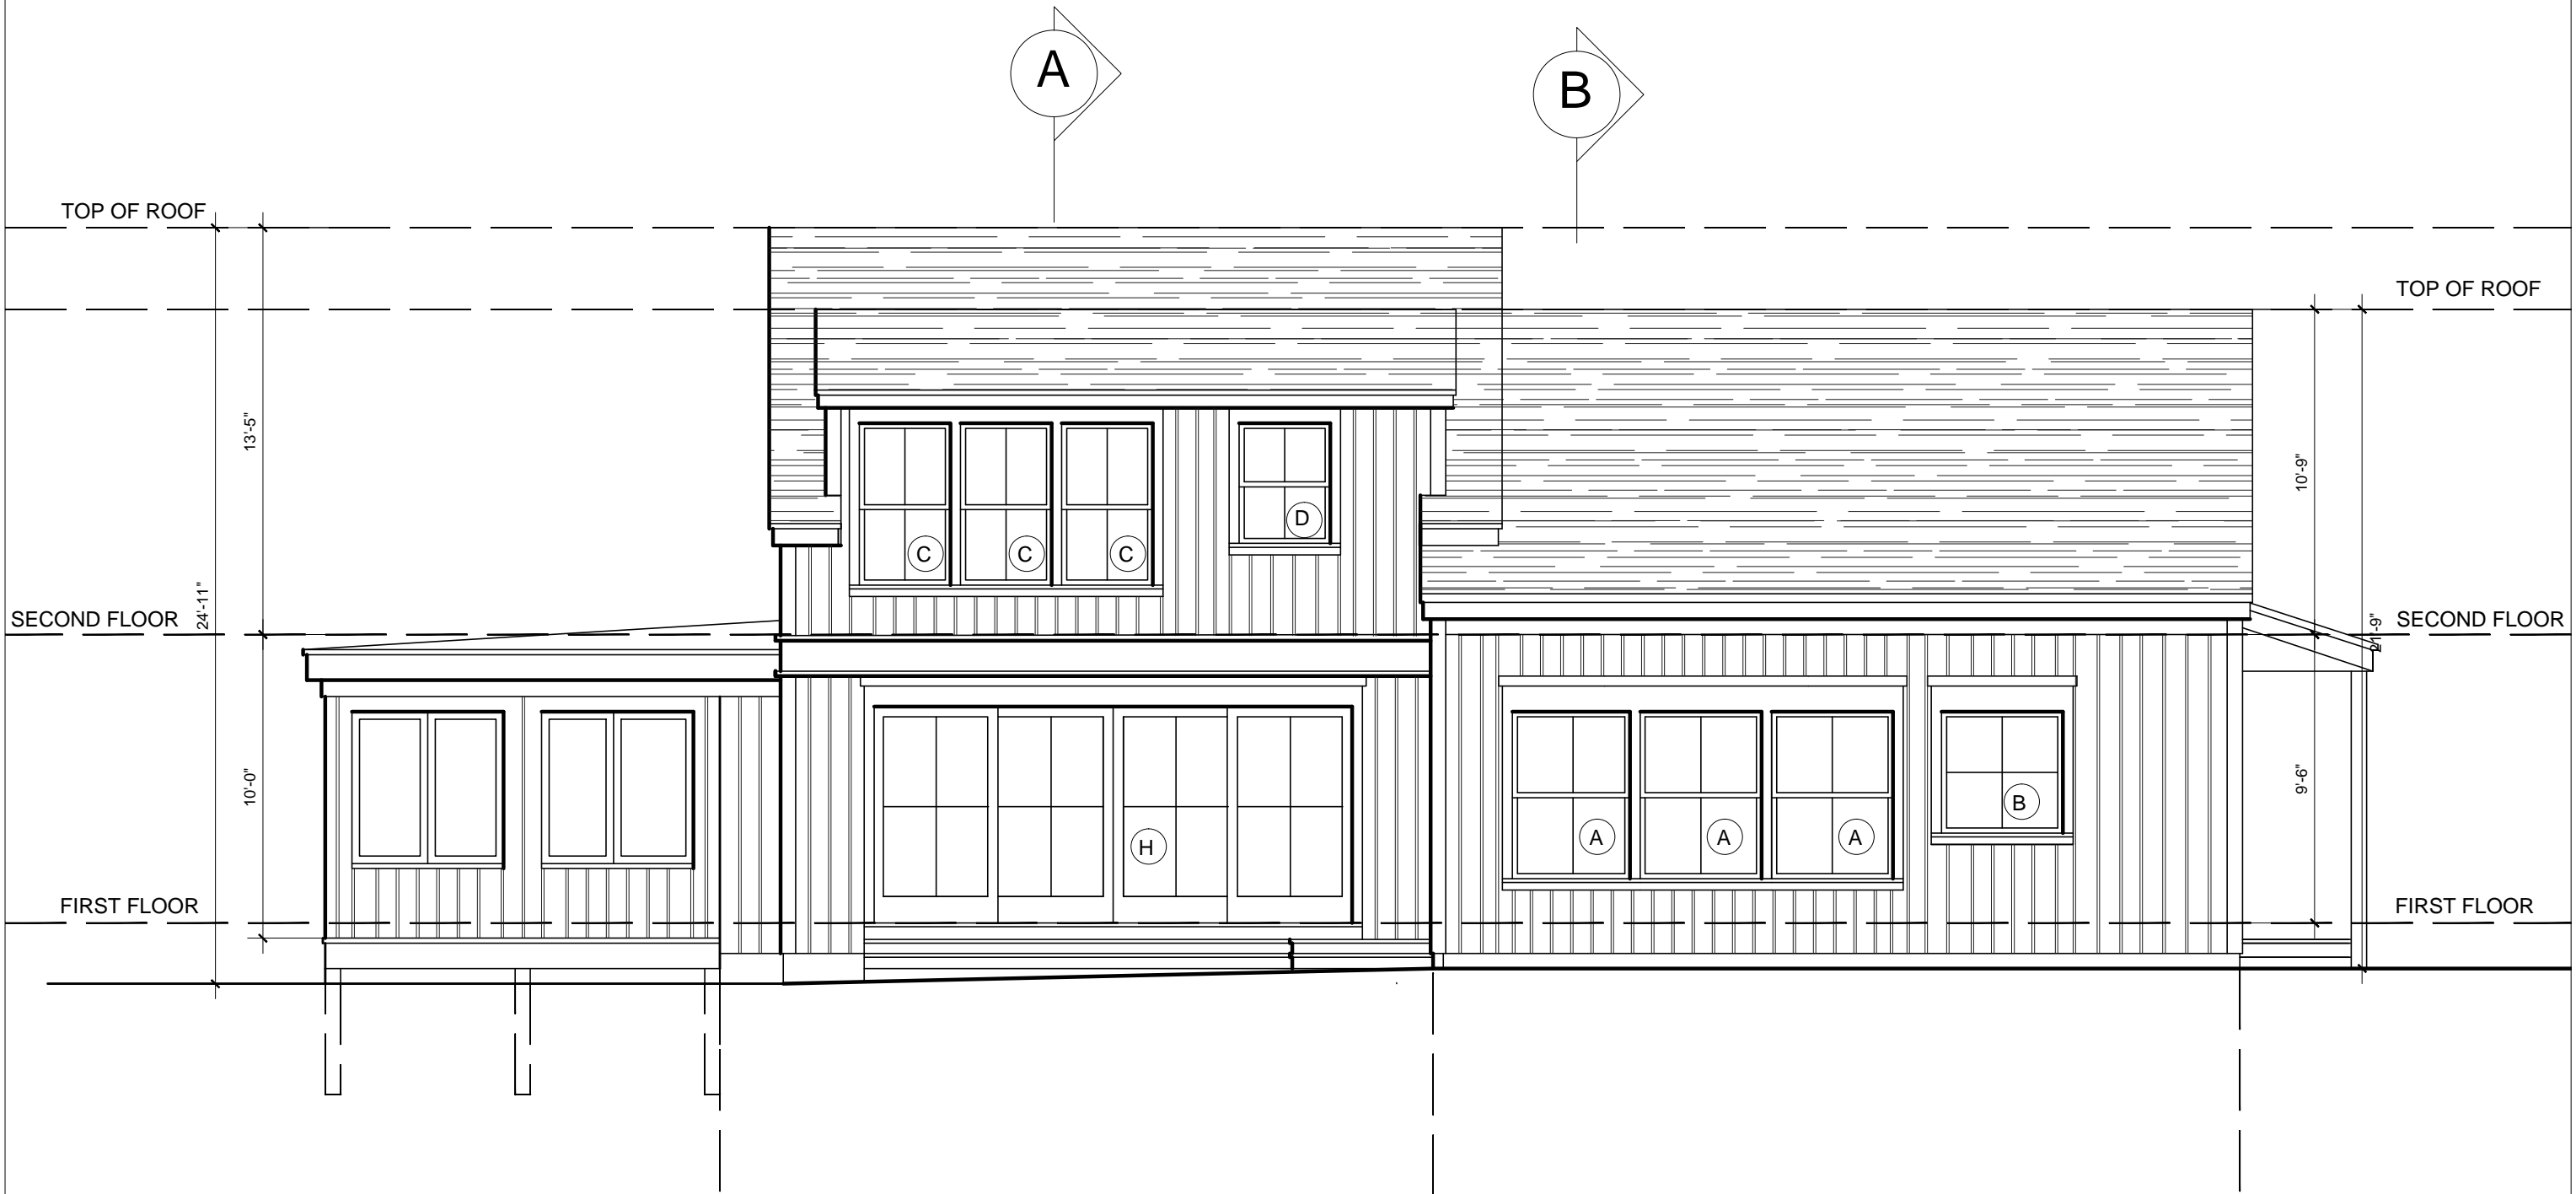 A
B
TOP OF ROOF
TOP OF ROOF
13'-5"
10'-9"
D
C
C
C
24'-11"
SECOND FLOOR
SECOND FLOOR
21'-9"
10'-0"
9'-6"
B
A
A
A
H
FIRST FLOOR
FIRST FLOOR